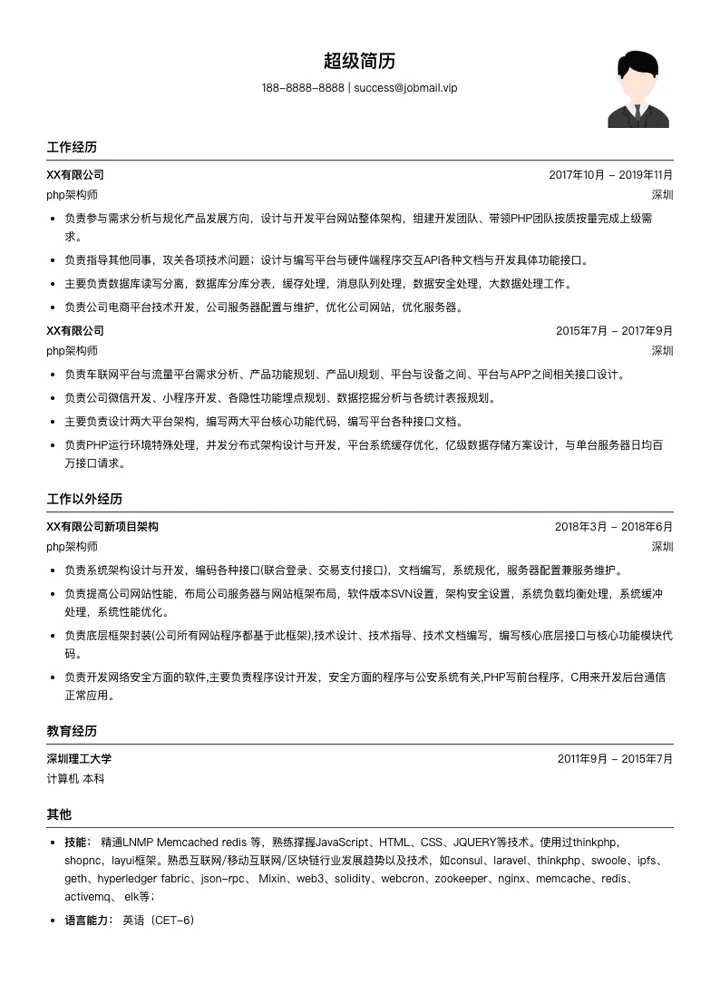 超级简历
188-8888-8888 | success@jobmail.vip
工作经历
XX有限公司 2017年10月 - 2019年11月
php架构师 深圳
• 负责参与需求分析与规化产品发展方向，设计与开发平台网站整体架构，组建开发团队、带领PHP团队按质按量完成上级需
求。
• 负责指导其他同事，攻关各项技术问题；设计与编写平台与硬件端程序交互API各种文档与开发具体功能接口。
• 主要负责数据库读写分离，数据库分库分表，缓存处理，消息队列处理，数据安全处理，大数据处理工作。
• 负责公司电商平台技术开发，公司服务器配置与维护，优化公司网站，优化服务器。
XX有限公司 2015年7月 - 2017年9月
php架构师 深圳
• 负责车联网平台与流量平台需求分析、产品功能规划、产品UI规划、平台与设备之间、平台与APP之间相关接口设计。
• 负责公司微信开发、小程序开发、各隐性功能埋点规划、数据挖掘分析与各统计表报规划。
• 主要负责设计两大平台架构，编写两大平台核心功能代码，编写平台各种接口文档。
• 负责PHP运行环境特殊处理，并发分布式架构设计与开发，平台系统缓存优化，亿级数据存储方案设计，与单台服务器日均百
万接口请求。
工作以外经历
XX有限公司新项目架构 2018年3月 - 2018年6月
php架构师 深圳
• 负责系统架构设计与开发，编码各种接口(联合登录、交易支付接口)，文档编写，系统规化，服务器配置兼服务维护。
• 负责提高公司网站性能，布局公司服务器与网站框架布局，软件版本SVN设置，架构安全设置，系统负载均衡处理，系统缓冲
处理，系统性能优化。
• 负责底层框架封装(公司所有网站程序都基于此框架),技术设计、技术指导、技术文档编写，编写核心底层接口与核心功能模块代
码。
• 负责开发网络安全方面的软件,主要负责程序设计开发，安全方面的程序与公安系统有关,PHP写前台程序，C用来开发后台通信
正常应用。
教育经历
深圳理工大学 2011年9月 - 2015年7月
计算机 本科
其他
• 技能： 精通LNMP Memcached redis 等，熟练撑握JavaScript、HTML、CSS、JQUERY等技术。使用过thinkphp,
shopnc，layui框架。熟悉互联网/移动互联网/区块链行业发展趋势以及技术，如consul、laravel、thinkphp、swoole、ipfs、
geth、hyperledger fabric、json-rpc、 Mixin、web3、solidity、webcron、zookeeper、nginx、memcache、redis、
activemq、 elk等；
• 语言能力： 英语（CET-6）